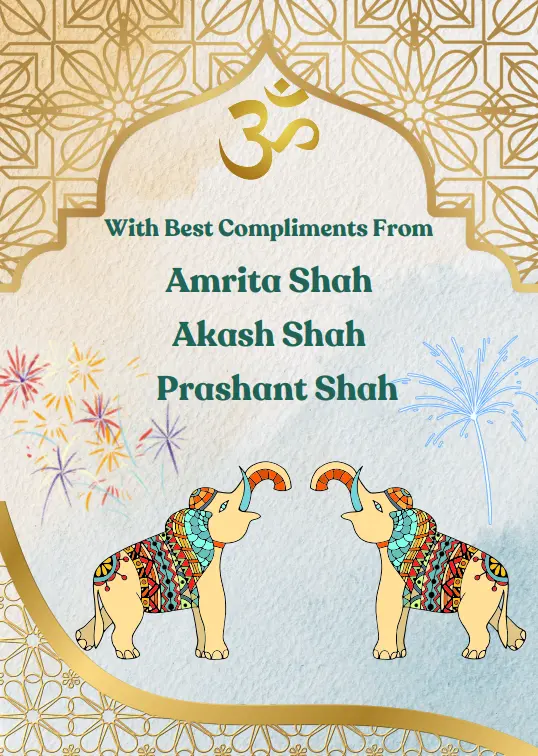 ॐ
With Best Compliments From
Amrita Shah
Akash Shah
Prashant Shah